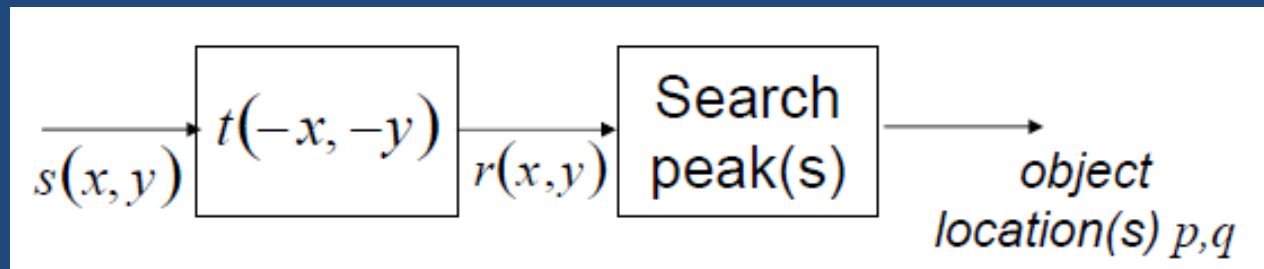 s(x, y)
t(−x, −y)
r(x,y)
Search
peak(s)
object
location(s) p,q